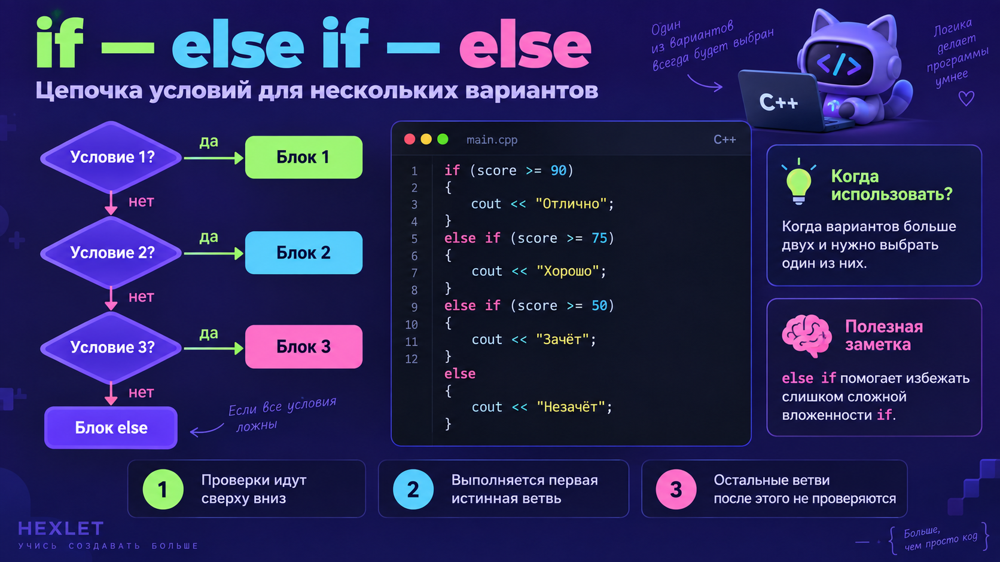 if — else if — else
Цепочка условий для нескольких вариантов
Один
из вариантов
всегда будет выбран
</>
C++
Логика
делает
программы
умнее
Условие 1?
да
Блок 1
нет
Условие 2?
да
Блок 2
нет
Условие 3?
да
Блок 3
нет
Блок else
Если все условия
ложны
main.cpp
C++
1 if (score >= 90)
2 {
3 cout << "Отлично";
4 }
5 else if (score >= 75)
6 {
7 cout << "Хорошо";
8 }
9 else if (score >= 50)
10 {
11 cout << "Зачёт";
12 }
else
{
cout << "Незачёт";
}
Когда
использовать?
Когда вариантов больше
двух и нужно выбрать
один из них.
Полезная
заметка
else if помогает избежать
слишком сложной
вложенности if.
1
Проверки идут
сверху вниз
2
Выполняется первая
истинная ветвь
3
Остальные ветви
после этого не проверяются
HEXLET
УЧИСЬ СОЗДАВАТЬ БОЛЬШЕ
Больше,
чем просто код